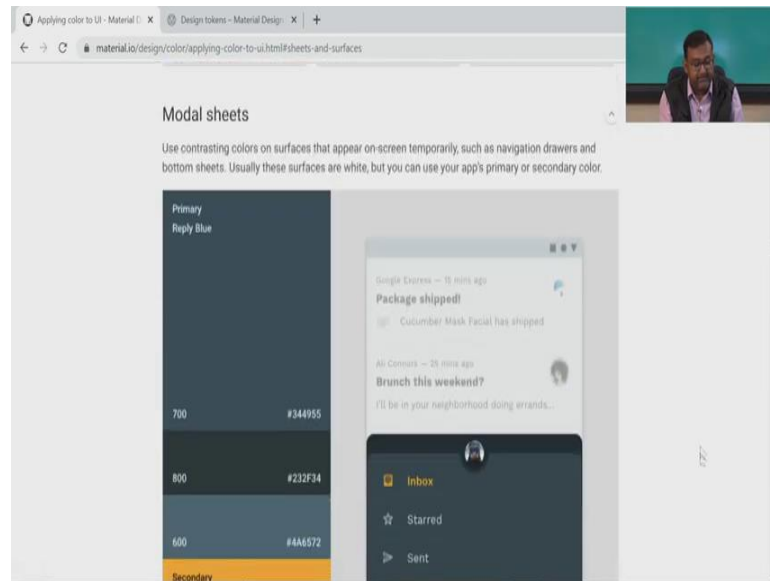 Applying color to UI - Material D
Design tokens – Material Design
material.io/design/color/applying-color-to-ui.html#sheets-and-surfaces
Modal sheets
Use contrasting colors on surfaces that appear on-screen temporarily, such as navigation drawers and
bottom sheets. Usually these surfaces are white, but you can use your app's primary or secondary color.
Primary
Reply Blue
700 #344955
800 #232F34
600 #4A6572
Secondary
Google Express — 15 mins ago
Package shipped!
Cucumber Mask Facial has shipped
Ali Connors — 25 mins ago
Brunch this weekend?
I'll be in your neighborhood doing errands...
Inbox
Starred
Sent